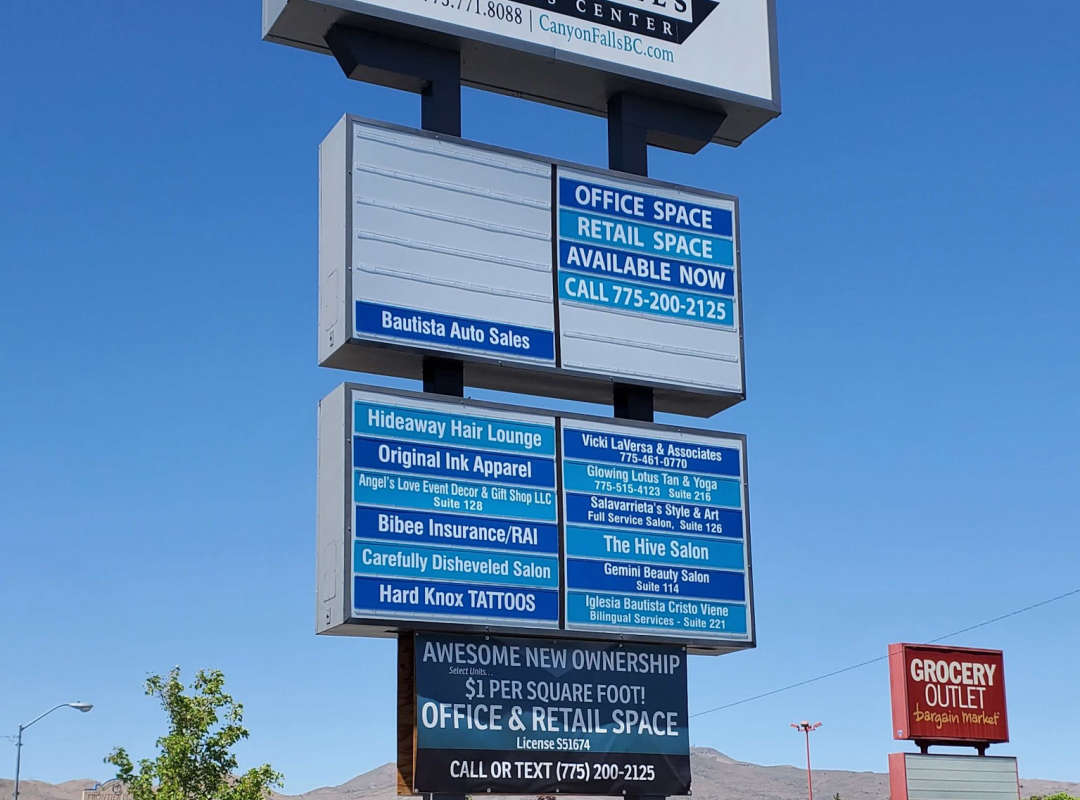 CENTER
771.8088 | CanyonFallsBC.com
Bautista Auto Sales
OFFICE SPACE
RETAIL SPACE
AVAILABLE NOW
CALL 775-200-2125
Hideaway Hair Lounge
Original Ink Apparel
Angel's Love Event Decor & Gift Shop LLC
Suite 128
Bibee Insurance/RAI
Carefully Disheveled Salon
Hard Knox TATTOOS
Vicki LaVersa & Associates
775-461-0770
Glowing Lotus Tan & Yoga
775-515-4123 Suite 216
Salavarrieta's Style & Art
Full Service Salon, Suite 126
The Hive Salon
Gemini Beauty Salon
Suite 114
Iglesia Bautista Cristo Viene
Bilingual Services - Suite 221
AWESOME NEW OWNERSHIP
Select Units...
$1 PER SQUARE FOOT!
OFFICE & RETAIL SPACE
License S51674
CALL OR TEXT (775) 200-2125
GROCERY
OUTLET
bargain market